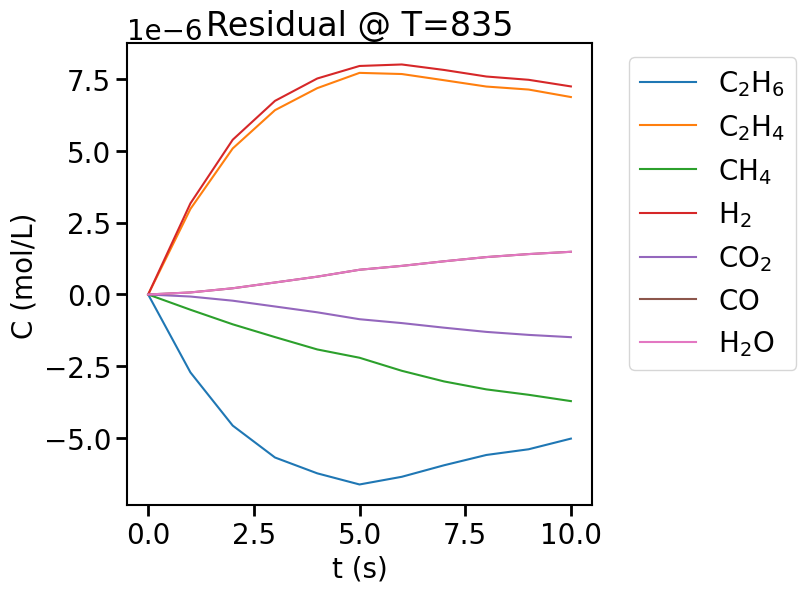 1e−6 Residual @ T=835
7.5
5.0
2.5
0.0
−2.5
−5.0
C (mol/L)
0.0 2.5 5.0 7.5 10.0
t (s)
C₂H₆
C₂H₄
CH₄
H₂
CO₂
CO
H₂O